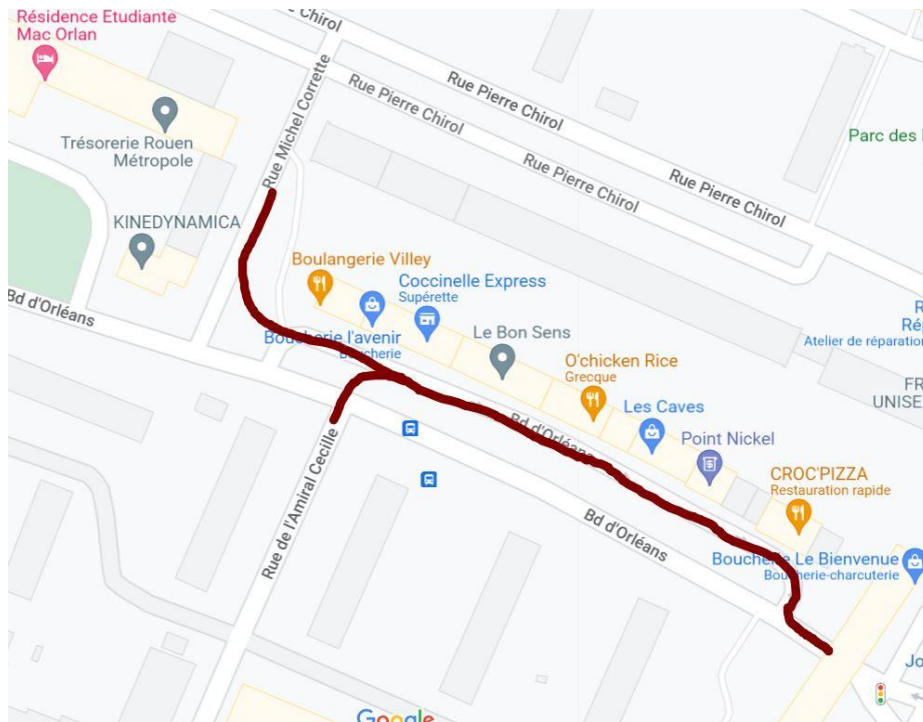 Résidence Etudiante
Mac Orlan
Rue Pierre Chirol
Rue Pierre Chirol
Rue Pierre Chirol
Rue Michel Corrette
Trésorerie Rouen
Métropole
Parc des
Rue Pierre Chirol
Rue Pierre Chirol
KINEDYNAMICA
Boulangerie Villey
Coccinelle Express
Supérette
Bd d'Orléans
Boucherie l'avenir
Boucherie
Le Bon Sens
Atelier de réparation
O'chicken Rice
Grecque
UNISE
Les Caves
Bd d'Orléans
Point Nickel
Rue de l'Amiral Cecille
CROC'PIZZA
Restauration rapide
Bd d'Orléans
Boucherie Le Bienvenue
Boucherie-charcuterie
Google